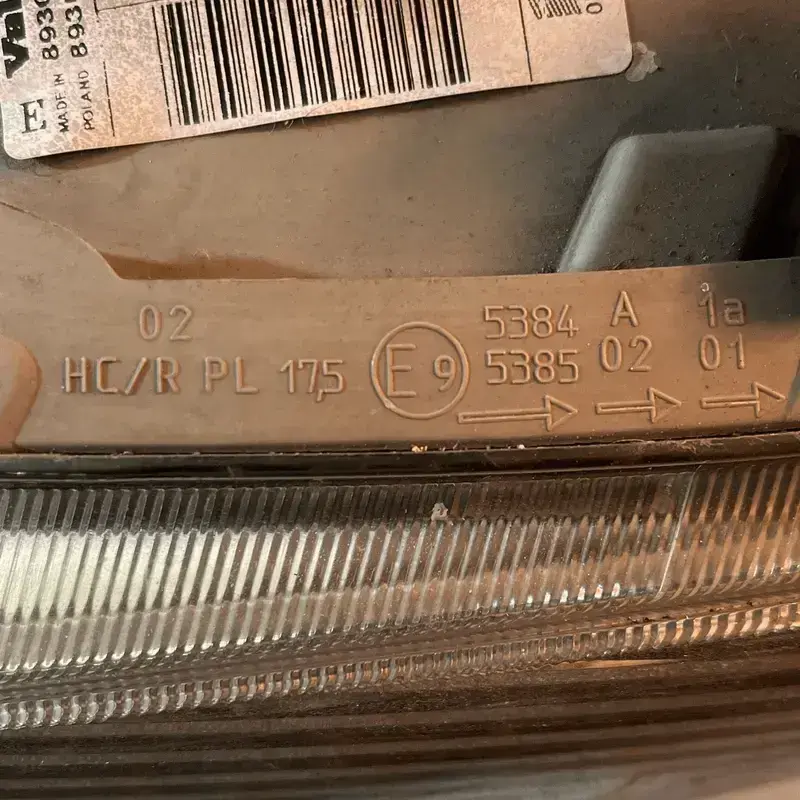 E
MADE IN
POLAND
02
HC/R PL 17,5
E 9
5384 A 1a
5385 02 01